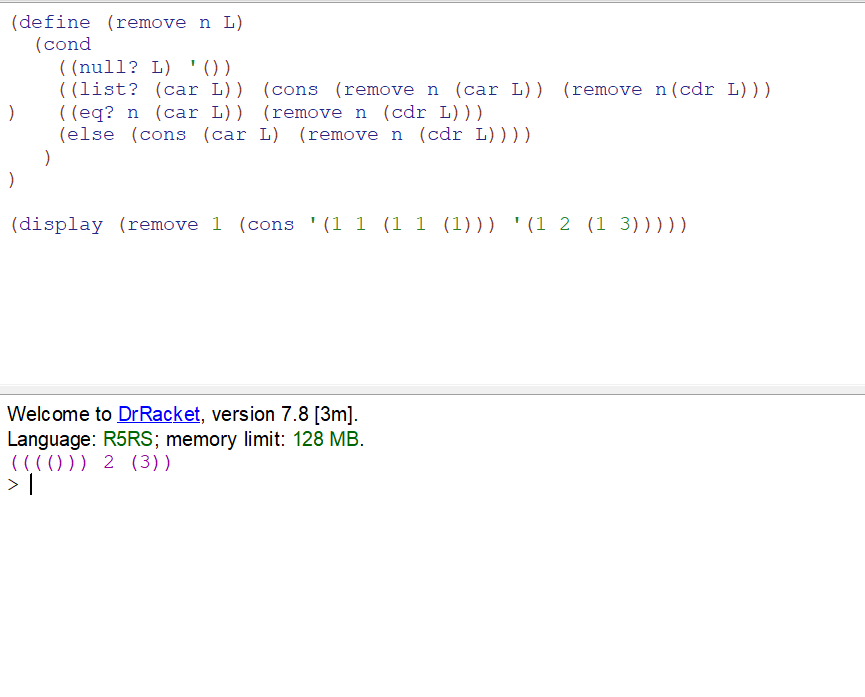 (define (remove n L)
  (cond
    ((null? L) '())
    ((list? (car L)) (cons (remove n (car L)) (remove n(cdr L)))
)   ((eq? n (car L)) (remove n (cdr L)))
    (else (cons (car L) (remove n (cdr L))))
   )
)
(display (remove 1 (cons '(1 1 (1 1 (1))) '(1 2 (1 3)))))
Welcome to DrRacket, version 7.8 [3m].
Language: R5RS; memory limit: 128 MB.
(((())) 2 (3))
>